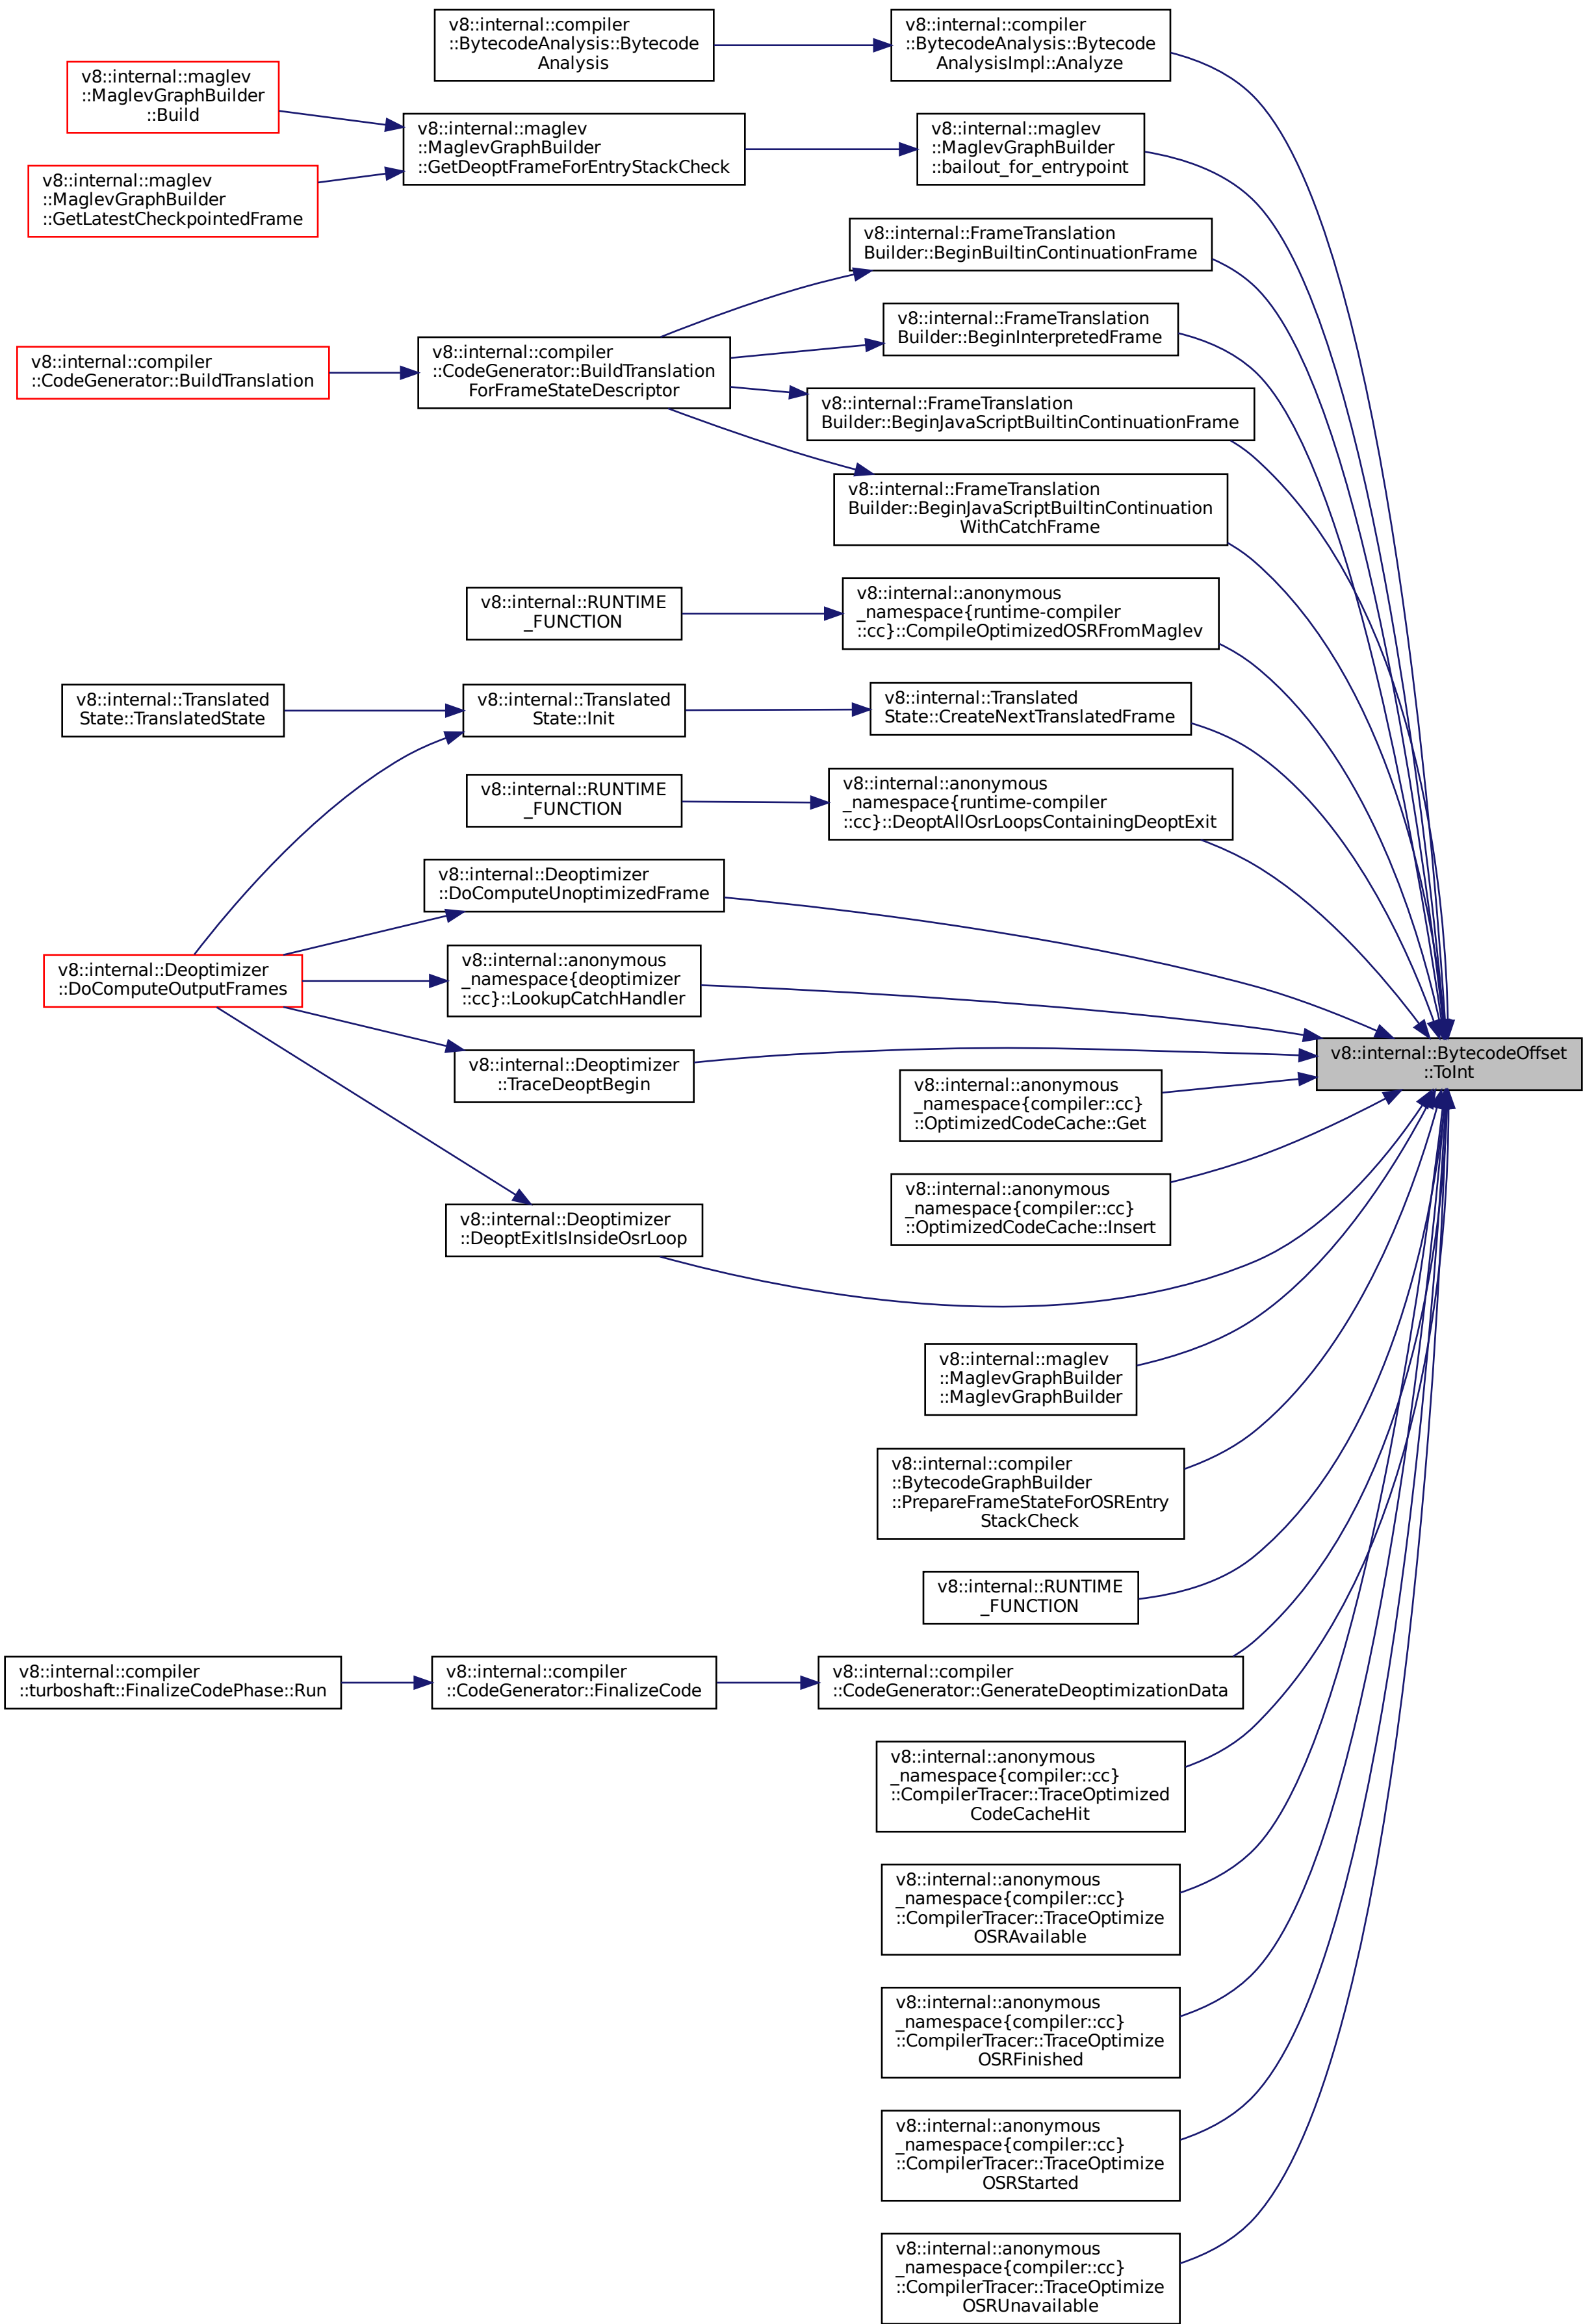 v8::internal::compiler
::BytecodeAnalysis::Bytecode
Analysis
v8::internal::compiler
::BytecodeAnalysis::Bytecode
AnalysisImpl::Analyze
v8::internal::maglev
::MaglevGraphBuilder
::Build
v8::internal::maglev
::MaglevGraphBuilder
::GetDeoptFrameForEntryStackCheck
v8::internal::maglev
::MaglevGraphBuilder
::bailout_for_entrypoint
v8::internal::maglev
::MaglevGraphBuilder
::GetLatestCheckpointedFrame
v8::internal::FrameTranslation
Builder::BeginBuiltinContinuationFrame
v8::internal::FrameTranslation
Builder::BeginInterpretedFrame
v8::internal::compiler
::CodeGenerator::BuildTranslation
v8::internal::compiler
::CodeGenerator::BuildTranslation
ForFrameStateDescriptor
v8::internal::FrameTranslation
Builder::BeginJavaScriptBuiltinContinuationFrame
v8::internal::FrameTranslation
Builder::BeginJavaScriptBuiltinContinuation
WithCatchFrame
v8::internal::RUNTIME
_FUNCTION
v8::internal::anonymous
_namespace{runtime-compiler
::cc}::CompileOptimizedOSRFromMaglev
v8::internal::Translated
State::TranslatedState
v8::internal::Translated
State::Init
v8::internal::Translated
State::CreateNextTranslatedFrame
v8::internal::RUNTIME
_FUNCTION
v8::internal::anonymous
_namespace{runtime-compiler
::cc}::DeoptAllOsrLoopsContainingDeoptExit
v8::internal::Deoptimizer
::DoComputeUnoptimizedFrame
v8::internal::Deoptimizer
::DoComputeOutputFrames
v8::internal::anonymous
_namespace{deoptimizer
::cc}::LookupCatchHandler
v8::internal::Deoptimizer
::TraceDeoptBegin
v8::internal::BytecodeOffset
::ToInt
v8::internal::anonymous
_namespace{compiler::cc}
::OptimizedCodeCache::Get
v8::internal::anonymous
_namespace{compiler::cc}
::OptimizedCodeCache::Insert
v8::internal::Deoptimizer
::DeoptExitIsInsideOsrLoop
v8::internal::maglev
::MaglevGraphBuilder
::MaglevGraphBuilder
v8::internal::compiler
::BytecodeGraphBuilder
::PrepareFrameStateForOSREntry
StackCheck
v8::internal::RUNTIME
_FUNCTION
v8::internal::compiler
::turboshaft::FinalizeCodePhase::Run
v8::internal::compiler
::CodeGenerator::FinalizeCode
v8::internal::compiler
::CodeGenerator::GenerateDeoptimizationData
v8::internal::anonymous
_namespace{compiler::cc}
::CompilerTracer::TraceOptimized
CodeCacheHit
v8::internal::anonymous
_namespace{compiler::cc}
::CompilerTracer::TraceOptimize
OSRAvailable
v8::internal::anonymous
_namespace{compiler::cc}
::CompilerTracer::TraceOptimize
OSRFinished
v8::internal::anonymous
_namespace{compiler::cc}
::CompilerTracer::TraceOptimize
OSRStarted
v8::internal::anonymous
_namespace{compiler::cc}
::CompilerTracer::TraceOptimize
OSRUnavailable